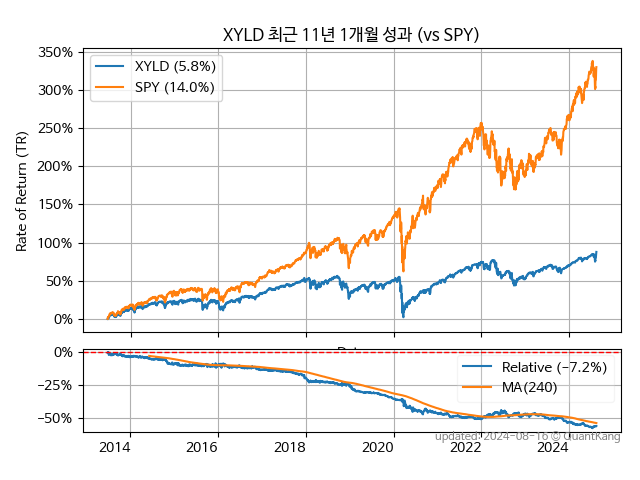 XYLD 최근 11년 1개월 성과 (vs SPY)
350%
300%
250%
200%
150%
100%
50%
0%
Rate of Return (TR)
XYLD (5.8%)
SPY (14.0%)
0%
−25%
−50%
Relative (−7.2%)
MA(240)
2014 2016 2018 2020 2022 2024
updated: 2024-08-16 © QuantKang